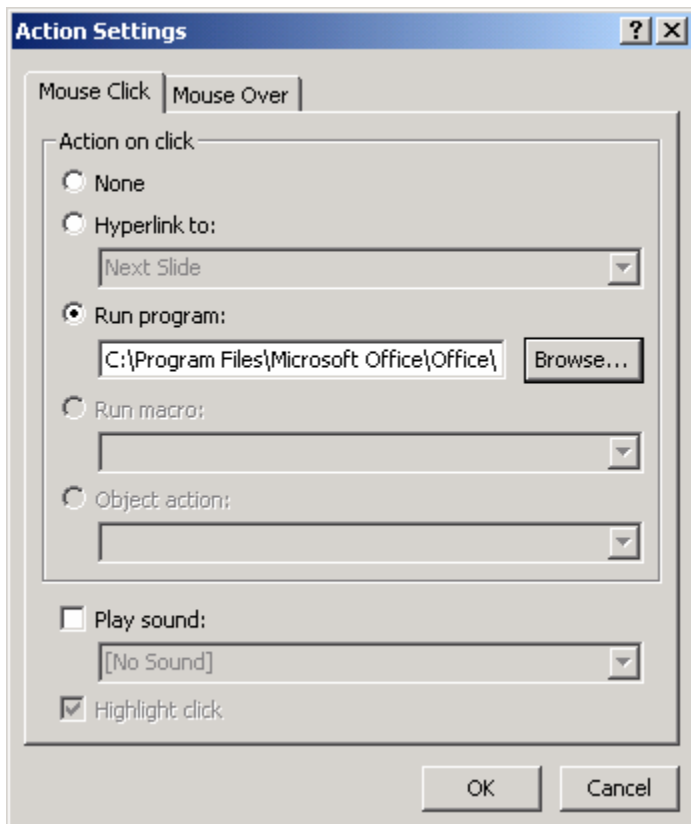 Action Settings
Mouse Click Mouse Over
Action on click
None
Hyperlink to:
Next Slide
Run program:
C:\Program Files\Microsoft Office\Office\ Browse...
Run macro:
Object action:
Play sound:
[No Sound]
Highlight click
OK Cancel